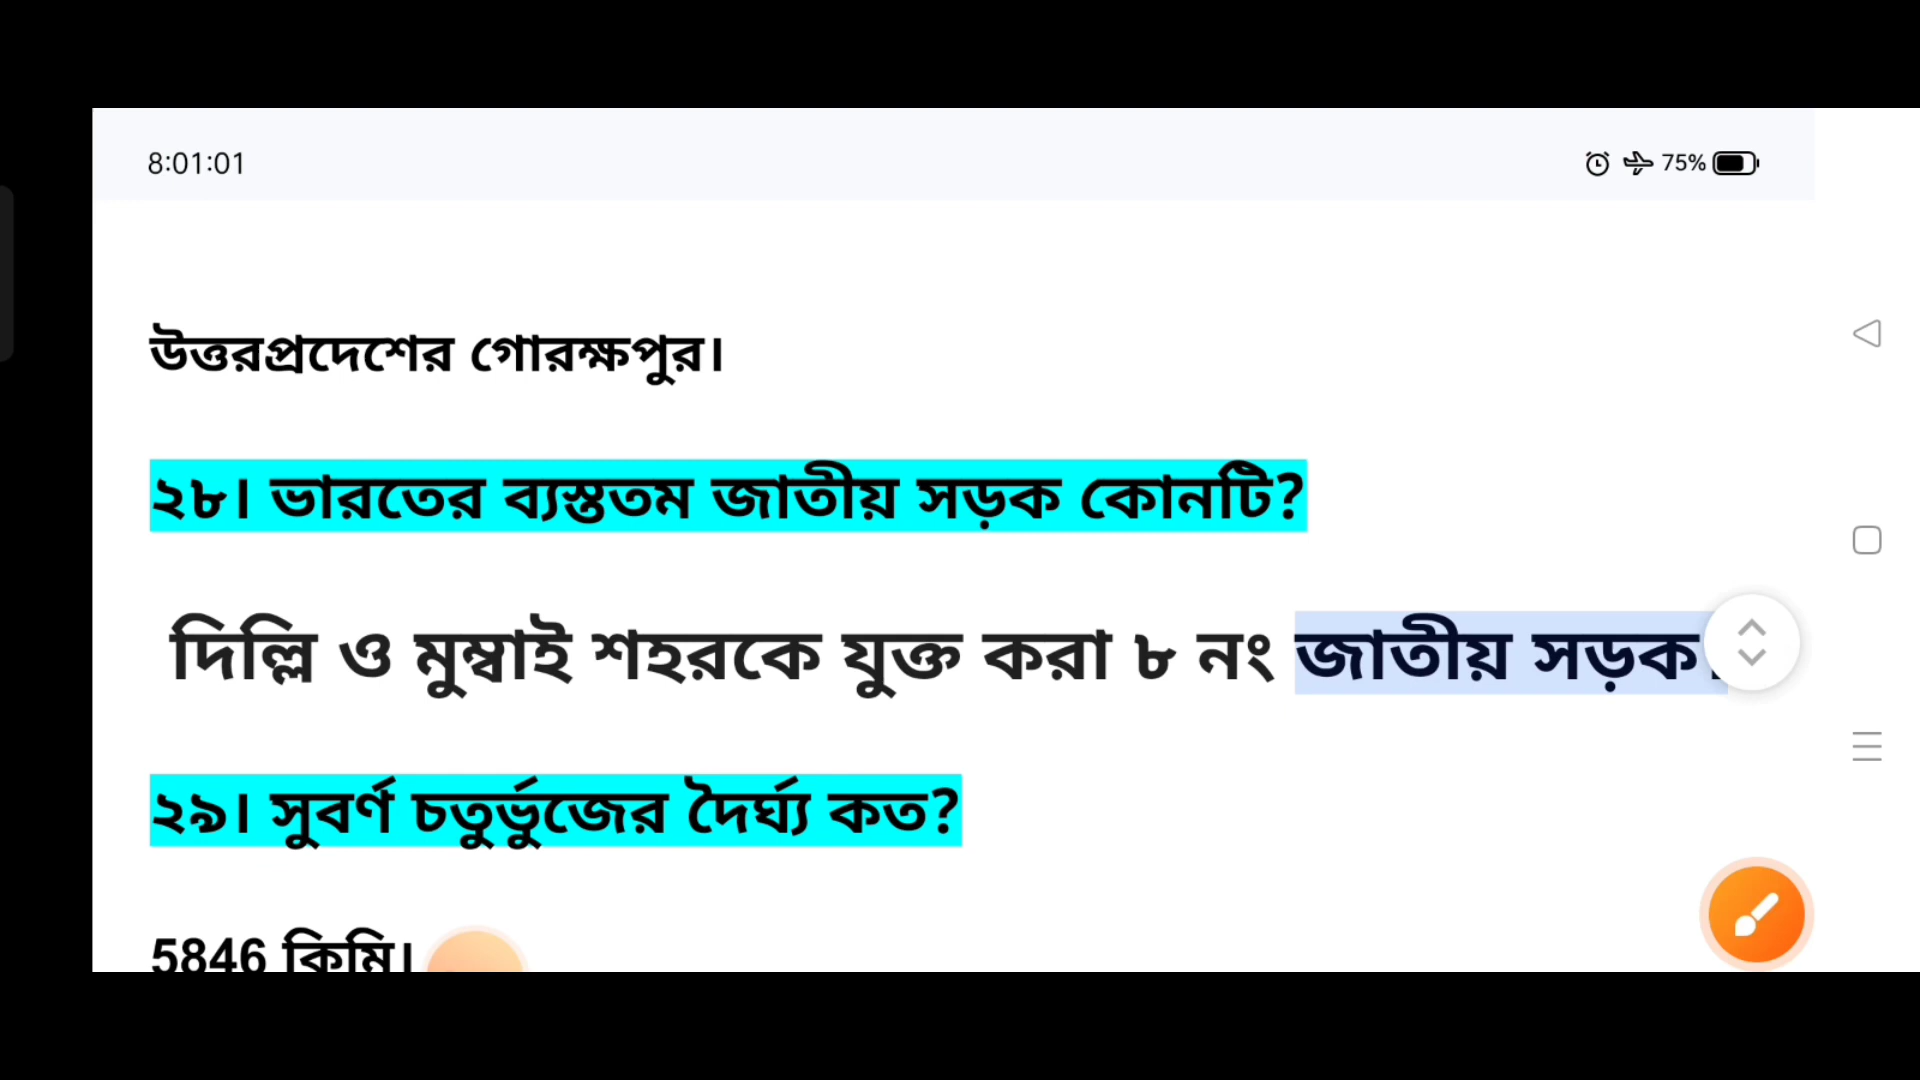 8:01:01
75%
উত্তরপ্রদেশের গোরক্ষপুর।
২৮। ভারতের ব্যস্ততম জাতীয় সড়ক কোনটি?
দিল্লি ও মুম্বাই শহরকে যুক্ত করা ৮ নং জাতীয় সড়ক।
২৯। সুবর্ণ চতুর্ভুজের দৈর্ঘ্য কত?
5846 কিমি।